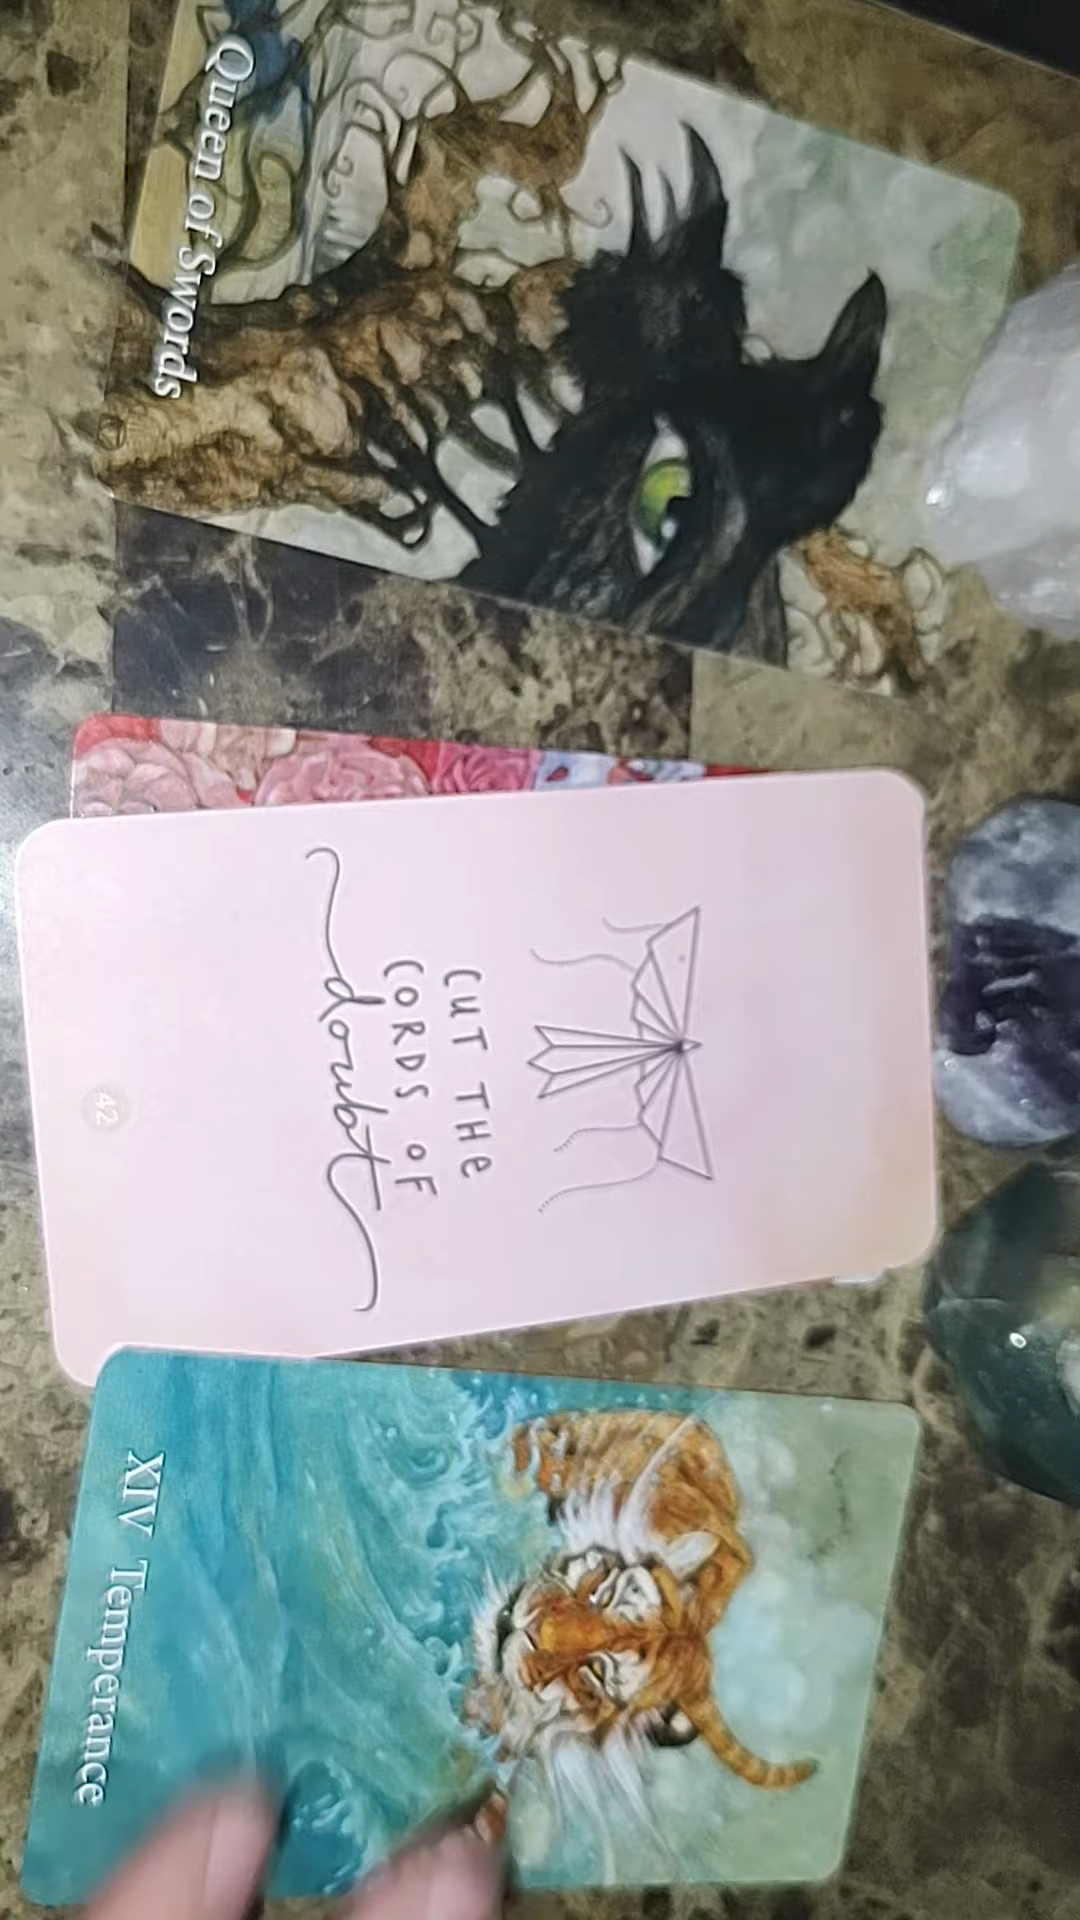 Queen of Swords
CUT THE
CORDS OF
doubt
42
XIV Temperance